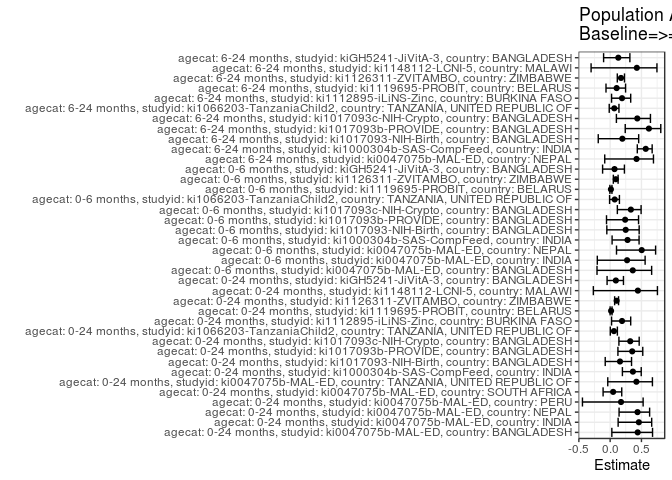 Population A
Baseline=>=
agecat: 6-24 months, studyid: kiGH5241-JiVitA-3, country: BANGLADESH
agecat: 6-24 months, studyid: ki1148112-LCNI-5, country: MALAWI
agecat: 6-24 months, studyid: ki1126311-ZVITAMBO, country: ZIMBABWE
agecat: 6-24 months, studyid: ki1119695-PROBIT, country: BELARUS
agecat: 6-24 months, studyid: ki1112895-iLiNS-Zinc, country: BURKINA FASO
agecat: 6-24 months, studyid: ki1066203-TanzaniaChild2, country: TANZANIA, UNITED REPUBLIC OF
agecat: 6-24 months, studyid: ki1017093c-NIH-Crypto, country: BANGLADESH
agecat: 6-24 months, studyid: ki1017093b-PROVIDE, country: BANGLADESH
agecat: 6-24 months, studyid: ki1017093-NIH-Birth, country: BANGLADESH
agecat: 6-24 months, studyid: ki1000304b-SAS-CompFeed, country: INDIA
agecat: 6-24 months, studyid: ki0047075b-MAL-ED, country: NEPAL
agecat: 0-6 months, studyid: kiGH5241-JiVitA-3, country: BANGLADESH
agecat: 0-6 months, studyid: ki1126311-ZVITAMBO, country: ZIMBABWE
agecat: 0-6 months, studyid: ki1119695-PROBIT, country: BELARUS
agecat: 0-6 months, studyid: ki1066203-TanzaniaChild2, country: TANZANIA, UNITED REPUBLIC OF
agecat: 0-6 months, studyid: ki1017093c-NIH-Crypto, country: BANGLADESH
agecat: 0-6 months, studyid: ki1017093b-PROVIDE, country: BANGLADESH
agecat: 0-6 months, studyid: ki1017093-NIH-Birth, country: BANGLADESH
agecat: 0-6 months, studyid: ki1000304b-SAS-CompFeed, country: INDIA
agecat: 0-6 months, studyid: ki0047075b-MAL-ED, country: NEPAL
agecat: 0-6 months, studyid: ki0047075b-MAL-ED, country: INDIA
agecat: 0-6 months, studyid: ki0047075b-MAL-ED, country: BANGLADESH
agecat: 0-24 months, studyid: kiGH5241-JiVitA-3, country: BANGLADESH
agecat: 0-24 months, studyid: ki1148112-LCNI-5, country: MALAWI
agecat: 0-24 months, studyid: ki1126311-ZVITAMBO, country: ZIMBABWE
agecat: 0-24 months, studyid: ki1119695-PROBIT, country: BELARUS
agecat: 0-24 months, studyid: ki1112895-iLiNS-Zinc, country: BURKINA FASO
agecat: 0-24 months, studyid: ki1066203-TanzaniaChild2, country: TANZANIA, UNITED REPUBLIC OF
agecat: 0-24 months, studyid: ki1017093c-NIH-Crypto, country: BANGLADESH
agecat: 0-24 months, studyid: ki1017093b-PROVIDE, country: BANGLADESH
agecat: 0-24 months, studyid: ki1017093-NIH-Birth, country: BANGLADESH
agecat: 0-24 months, studyid: ki1000304b-SAS-CompFeed, country: INDIA
agecat: 0-24 months, studyid: ki0047075b-MAL-ED, country: TANZANIA, UNITED REPUBLIC OF
agecat: 0-24 months, studyid: ki0047075b-MAL-ED, country: SOUTH AFRICA
agecat: 0-24 months, studyid: ki0047075b-MAL-ED, country: PERU
agecat: 0-24 months, studyid: ki0047075b-MAL-ED, country: NEPAL
agecat: 0-24 months, studyid: ki0047075b-MAL-ED, country: INDIA
agecat: 0-24 months, studyid: ki0047075b-MAL-ED, country: BANGLADESH
-0.5 0.0 0.5
Estimate